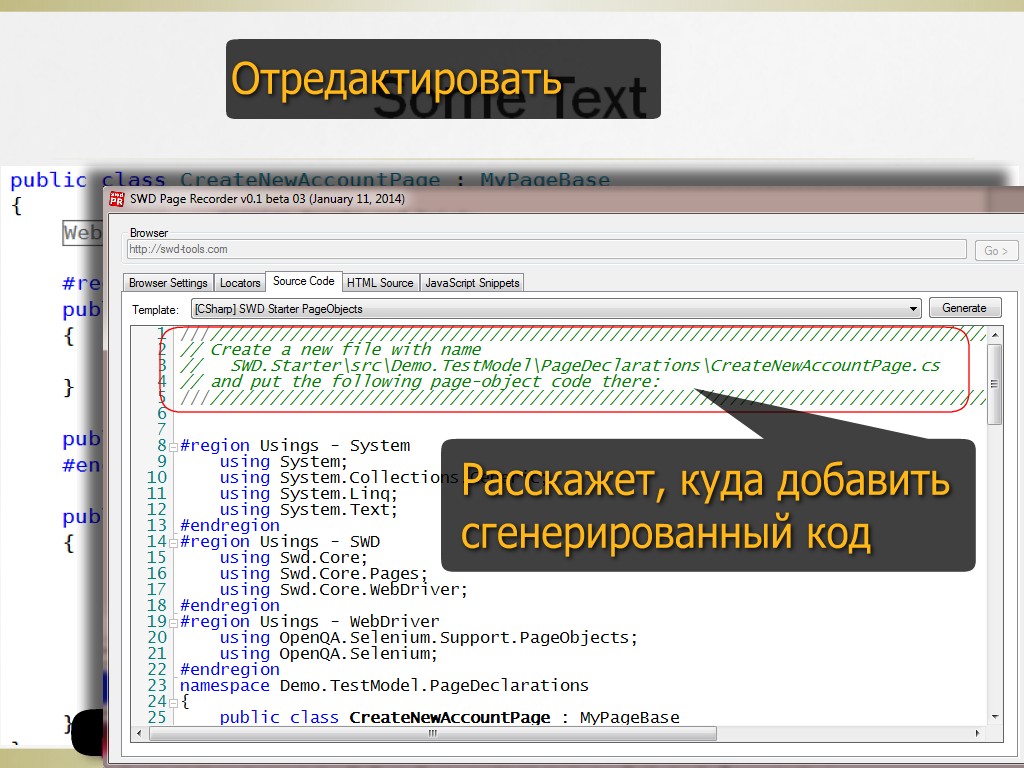 Отредактировать
Some Text
public class CreateNewAccountPage : MyPageBase
{
Web
#re
pub
{
}
pub
#en
pub
{
}
SWD Page Recorder v0.1 beta 03 (January 11, 2014)
Browser
http://swd-tools.com
Go >
Browser Settings Locators Source Code HTML Source JavaScript Snippets
Template: [CSharp] SWD Starter PageObjects Generate
1 ////////////////////////////////////////////////////////////////////////////////
2 // Create a new file with name
3 // SWD.Starter\src\Demo.TestModel\PageDeclarations\CreateNewAccountPage.cs
4 // and put the following page-object code there:
5 ////////////////////////////////////////////////////////////////////////////////
6
7
8 #region Usings - System
9 using System;
10 using System.Collections.Generic;
11 using System.Linq;
12 using System.Text;
13 #endregion
14 #region Usings - SWD
15 using Swd.Core;
16 using Swd.Core.Pages;
17 using Swd.Core.WebDriver;
18 #endregion
19 #region Usings - WebDriver
20 using OpenQA.Selenium.Support.PageObjects;
21 using OpenQA.Selenium;
22 #endregion
23 namespace Demo.TestModel.PageDeclarations
24 {
25 public class CreateNewAccountPage : MyPageBase
Расскажет, куда добавить
сгенерированный код